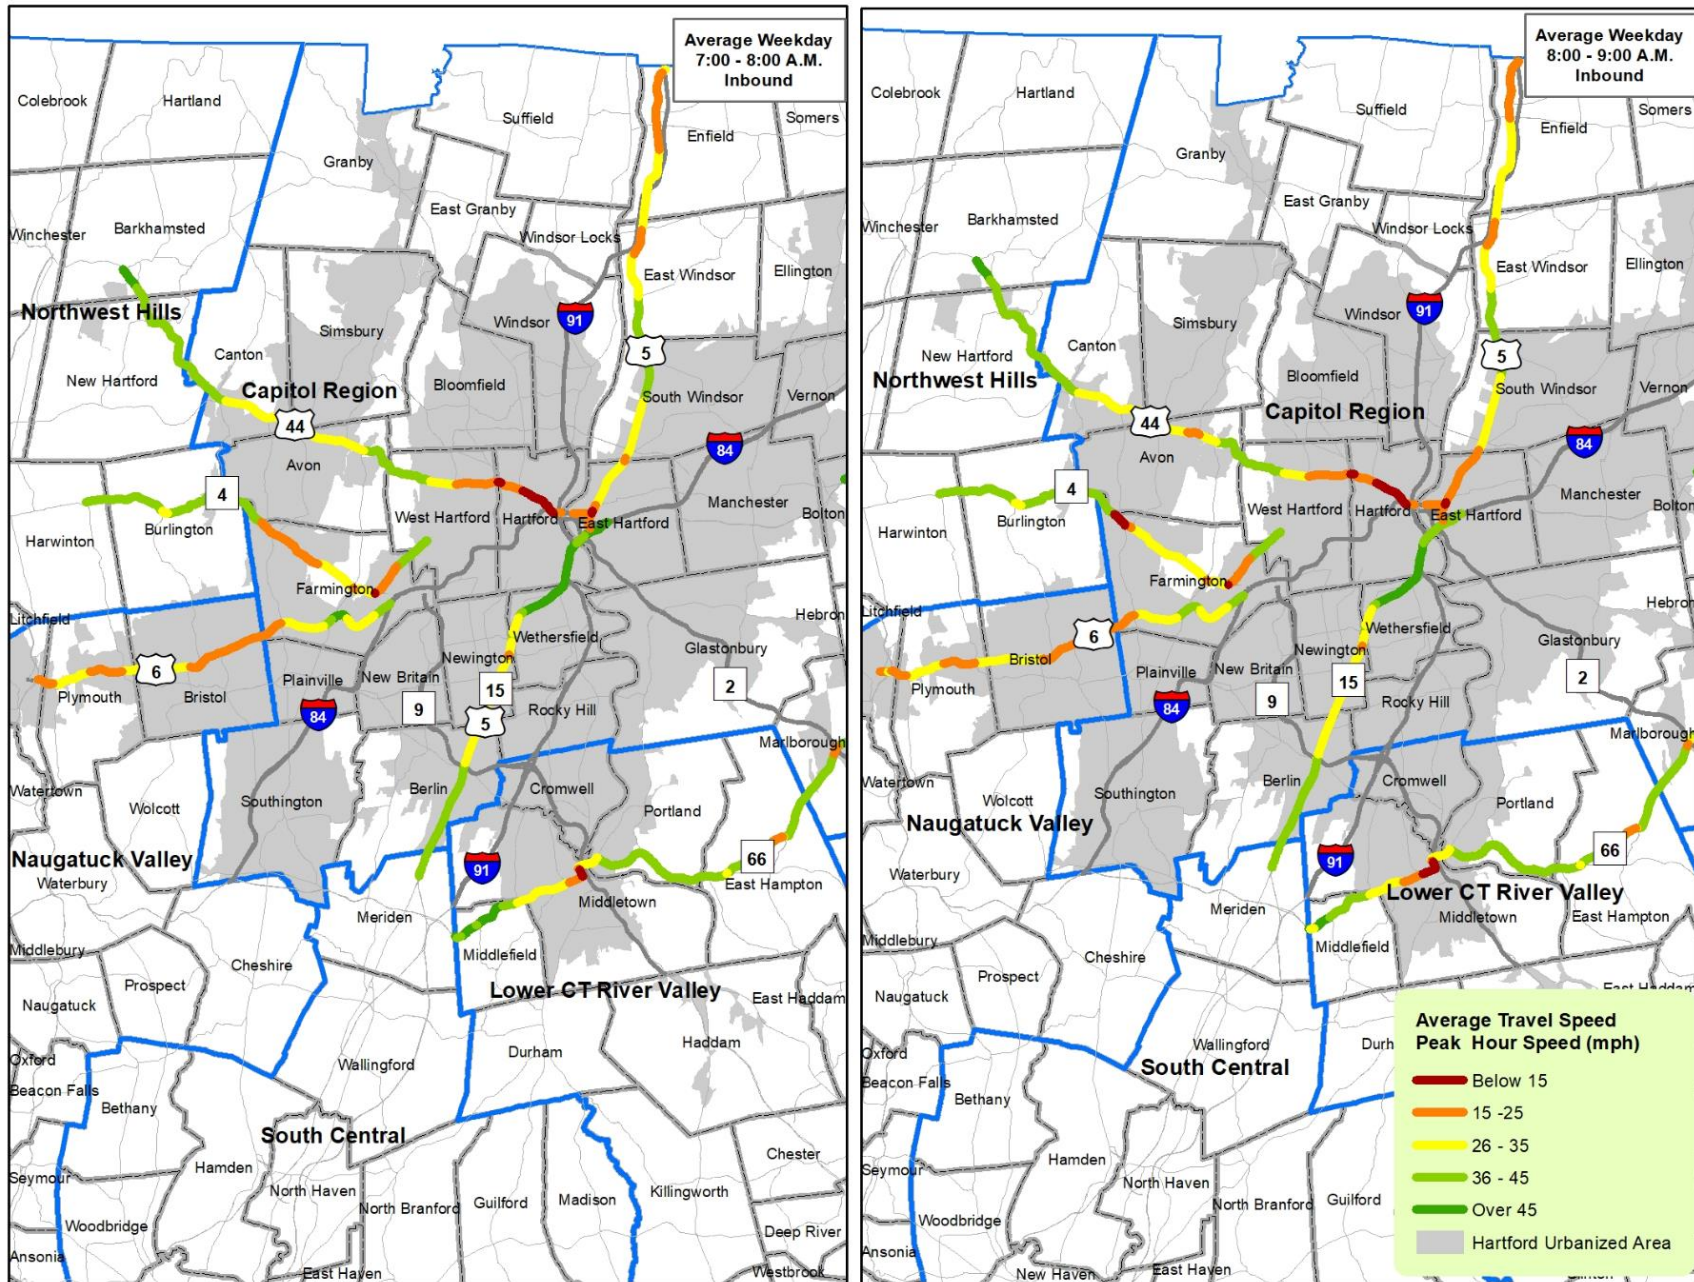 Average Weekday
7:00 - 8:00 A.M.
Inbound
Colebrook
Hartland
Suffield
Enfield
Somers
Granby
East Granby
Windsor Locks
Winchester
Barkhamsted
East Windsor
Ellington
Northwest Hills
Simsbury
Windsor
91
Canton
New Hartford
Capitol Region
Bloomfield
5
South Windsor
Vernon
44
84
Avon
4
Burlington
West Hartford
Hartford
East Hartford
Manchester
Bolton
Harwinton
Farmington
Litchfield
Hebron
Wethersfield
Newington
Glastonbury
6
Plymouth
Bristol
Plainville
New Britain
15
2
84
9
5
Rocky Hill
Marlborough
Watertown
Wolcott
Southington
Berlin
Cromwell
Portland
Naugatuck Valley
Waterbury
91
66
East Hampton
Middletown
Meriden
Middlebury
Middlefield
Cheshire
Prospect
Naugatuck
Lower CT River Valley
East Haddam
Haddam
Oxford
Wallingford
Durham
Beacon Falls
Bethany
South Central
Seymour
Hamden
North Haven
North Branford
Guilford
Madison
Killingworth
Chester
Woodbridge
Deep River
Ansonia
East Haven
Westbrook
Average Weekday
8:00 - 9:00 A.M.
Inbound
Colebrook
Hartland
Suffield
Enfield
Somers
Granby
East Granby
Windsor Locks
Winchester
Barkhamsted
East Windsor
Ellington
Windsor
91
Simsbury
Canton
New Hartford
Northwest Hills
Bloomfield
5
South Windsor
Vernon
Capitol Region
44
84
Avon
4
Burlington
West Hartford
Hartford
East Hartford
Manchester
Bolton
Harwinton
Farmington
Litchfield
Hebron
6
Wethersfield
Newington
Glastonbury
Bristol
Plymouth
Plainville
New Britain
15
2
84
9
Rocky Hill
Marlborough
Watertown
Wolcott
Southington
Berlin
Cromwell
Portland
Naugatuck Valley
Waterbury
91
66
Lower CT River Valley
Meriden
Middletown
East Hampton
Middlebury
Middlefield
Cheshire
Prospect
Naugatuck
East Haddam
Oxford
Wallingford
South Central
Beacon Falls
Bethany
Seymour
Hamden
North Haven
North Branford
Guilford
Woodbridge
Ansonia
New Haven
East Haven
Average Travel Speed
Peak Hour Speed (mph)
Below 15
15 -25
26 - 35
36 - 45
Over 45
Hartford Urbanized Area